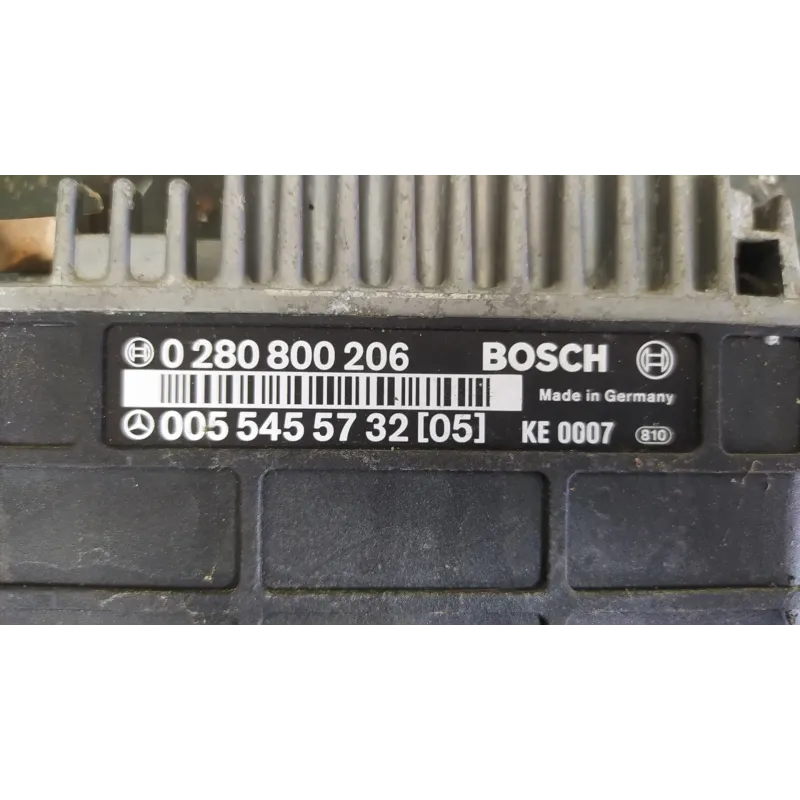 0 280 800 206 BOSCH
Made in Germany
005 545 57 32 [05] KE 0007 810